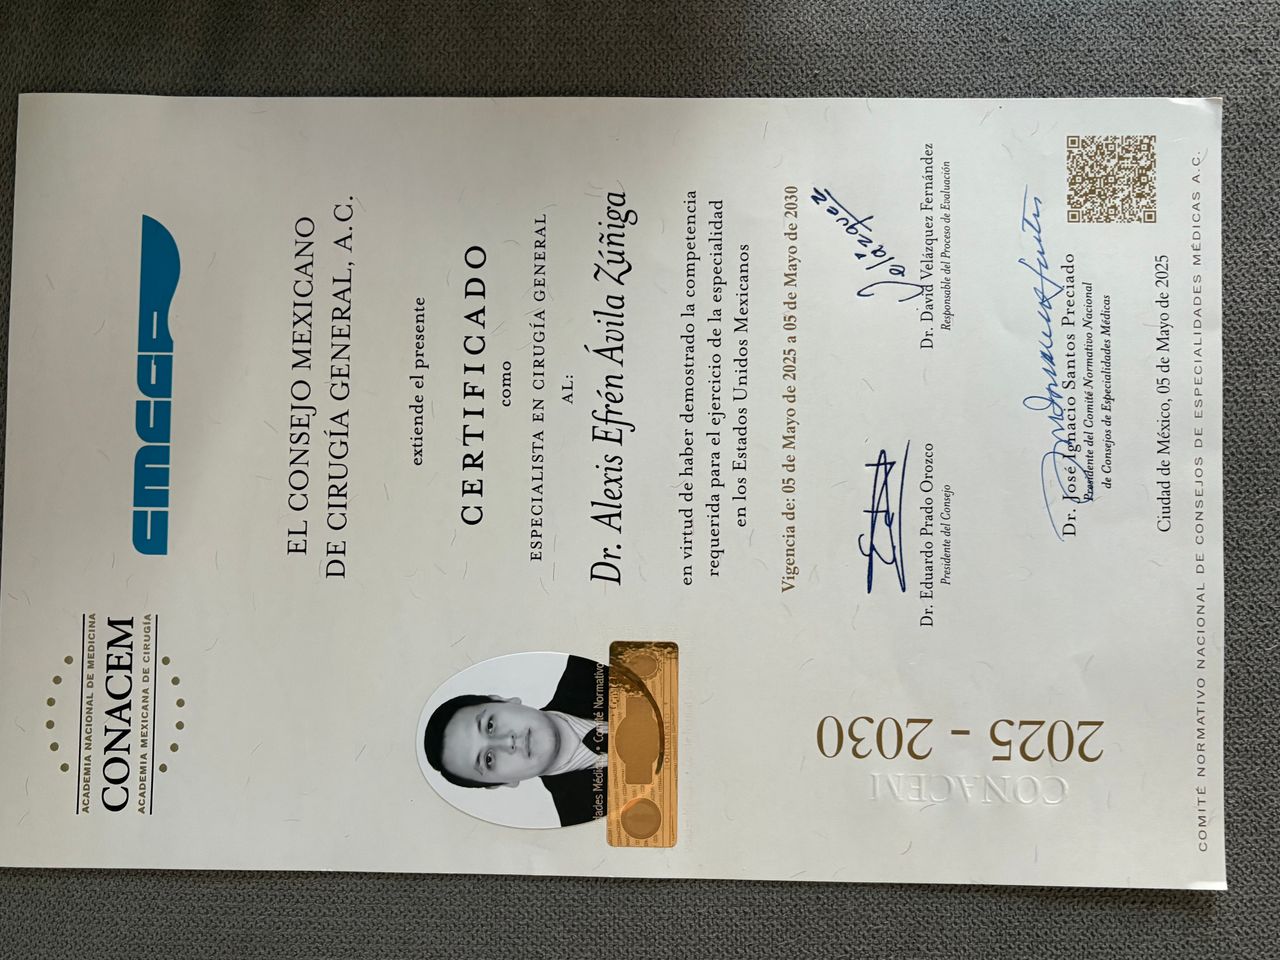 ACADEMIA NACIONAL DE MEDICINA
CONACEM
ACADEMIA MEXICANA DE CIRUGÍA
CMCGP
EL CONSEJO MEXICANO
DE CIRUGÍA GENERAL, A.C.
extiende el presente
CERTIFICADO
como
ESPECIALISTA EN CIRUGÍA GENERAL
AL:
Dr. Alexis Efrén Ávila Zúñiga
en virtud de haber demostrado la competencia
requerida para el ejercicio de la especialidad
en los Estados Unidos Mexicanos
Vigencia de: 05 de Mayo de 2025 a 05 de Mayo de 2030
Dr. Eduardo Prado Orozco
Presidente del Consejo
Dr. David Velázquez Fernández
Responsable del Proceso de Evaluación
Dr. José Ignacio Santos Preciado
Presidente del Comité Normativo Nacional
de Consejos de Especialidades Médicas
Ciudad de México, 05 de Mayo de 2025
ades Médicas • Comité Normativo
2025 - 2030
CONACEM
COMITÉ NORMATIVO NACIONAL DE CONSEJOS DE ESPECIALIDADES MÉDICAS A.C.